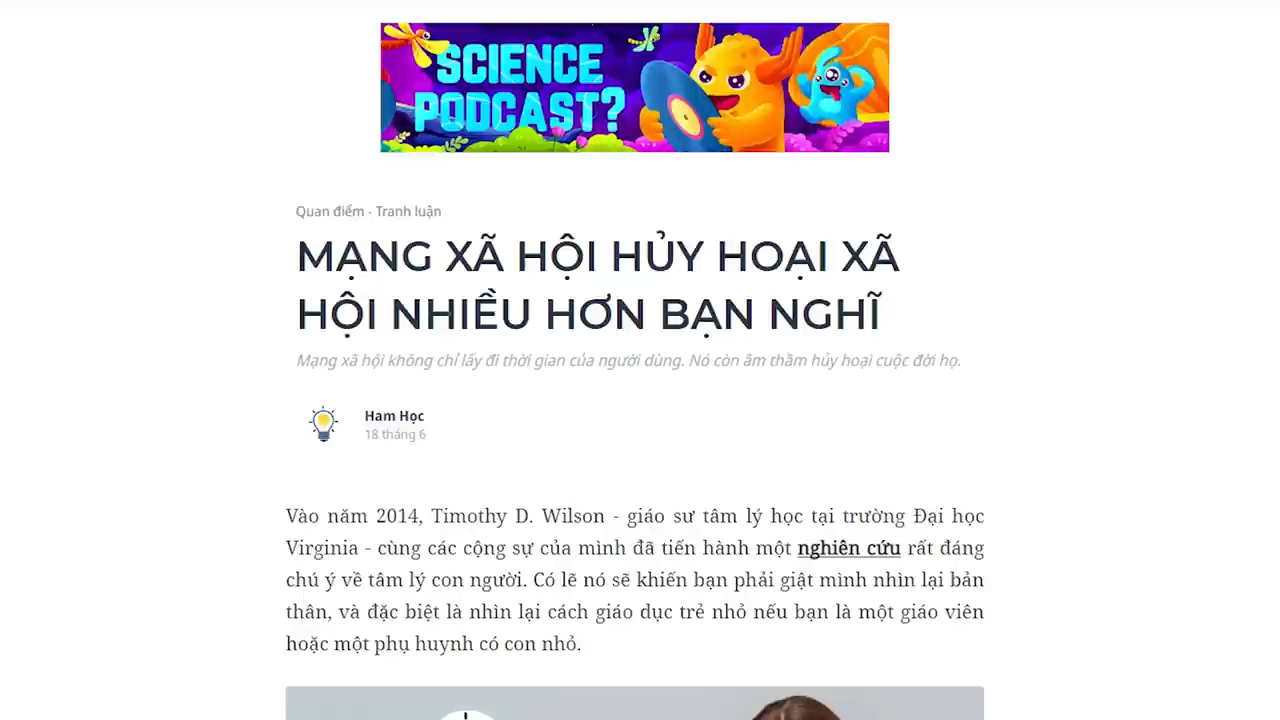 SCIENCE
PODCAST?
Quan điểm - Tranh luận
MẠNG XÃ HỘI HỦY HOẠI XÃ
HỘI NHIỀU HƠN BẠN NGHĨ
Mạng xã hội không chỉ lấy đi thời gian của người dùng. Nó còn âm thầm hủy hoại cuộc đời họ.
Ham Học
18 tháng 6
Vào năm 2014, Timothy D. Wilson - giáo sư tâm lý học tại trường Đại học
Virginia - cùng các cộng sự của mình đã tiến hành một nghiên cứu rất đáng
chú ý về tâm lý con người. Có lẽ nó sẽ khiến bạn phải giật mình nhìn lại bản
thân, và đặc biệt là nhìn lại cách giáo dục trẻ nhỏ nếu bạn là một giáo viên
hoặc một phụ huynh có con nhỏ.